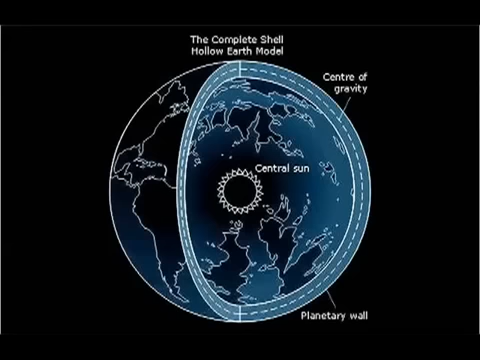 The Complete Shell
Hollow Earth Model
Centre of
gravity
Central sun
Planetary wall